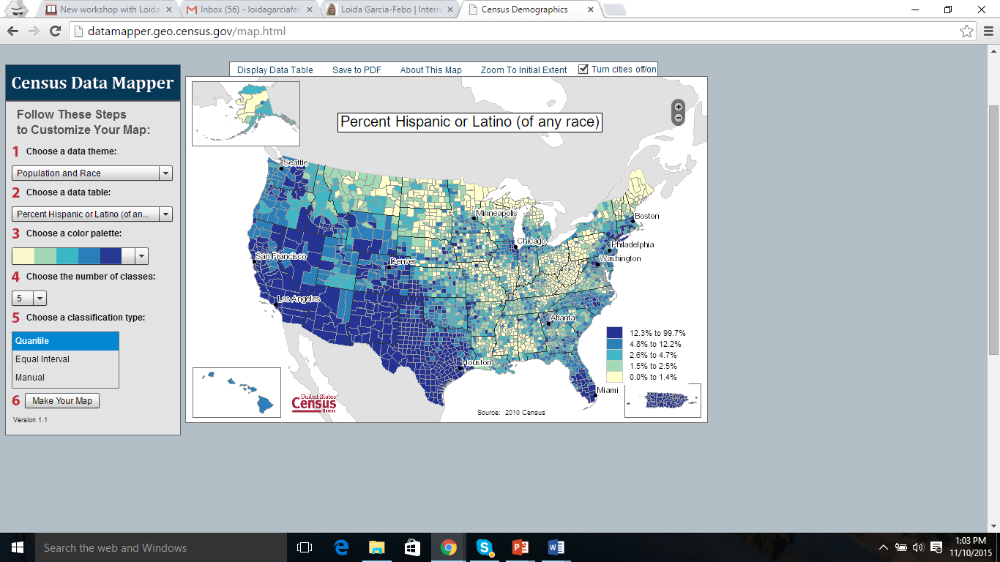 New workshop with Loida
Inbox (56) - loidagarciafeb
Loida Garcia-Febo | Intern
Census Demographics
datamapper.geo.census.gov/map.html
Census Data Mapper
Follow These Steps
to Customize Your Map:
1 Choose a data theme:
Population and Race
2 Choose a data table:
Percent Hispanic or Latino (of an...
3 Choose a color palette:
4 Choose the number of classes:
5
5 Choose a classification type:
Quantile
Equal Interval
Manual
6 Make Your Map
Version 1.1
Display Data Table
Save to PDF
About This Map
Zoom To Initial Extent
Turn cities off/on
Percent Hispanic or Latino (of any race)
Seattle
Minneapolis
Boston
Chicago
Philadelphia
San Francisco
Denver
Washington
Los Angeles
Atlanta
Houston
Miami
12.3% to 99.7%
4.8% to 12.2%
2.6% to 4.7%
1.5% to 2.5%
0.0% to 1.4%
United States
Census
Bureau
Source: 2010 Census
Search the web and Windows
1:03 PM
11/10/2015